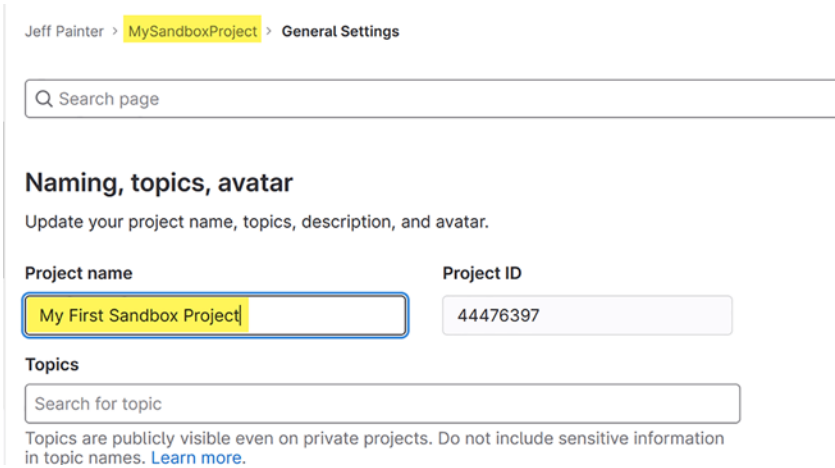 Jeff Painter > MySandboxProject > General Settings
Search page
Naming, topics, avatar
Update your project name, topics, description, and avatar.
Project name
Project ID
My First Sandbox Project
44476397
Topics
Search for topic
Topics are publicly visible even on private projects. Do not include sensitive information
in topic names. Learn more.